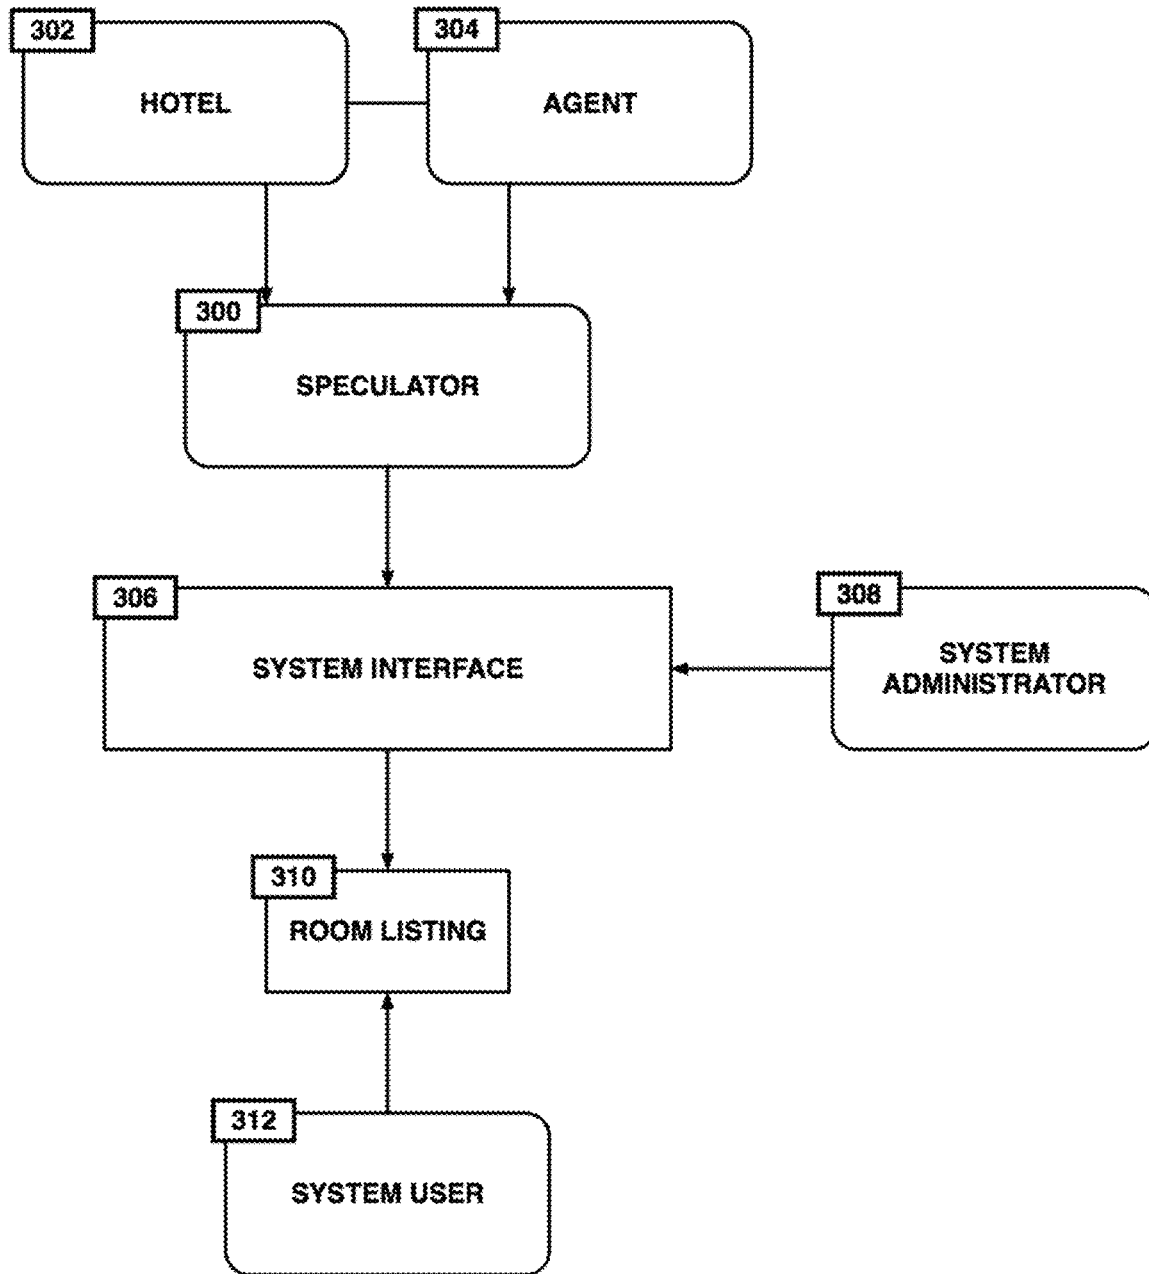 302
HOTEL
304
AGENT
300
SPECULATOR
306
SYSTEM INTERFACE
308
SYSTEM
ADMINISTRATOR
310
ROOM LISTING
312
SYSTEM USER